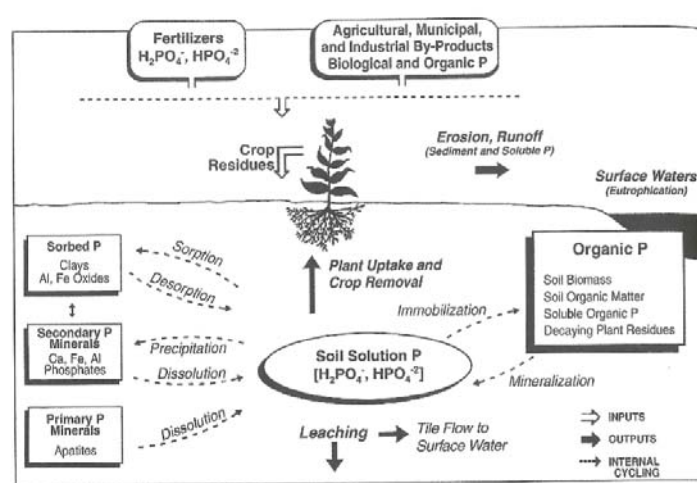 Fertilizers
H₂PO₄⁻, HPO₄⁻²
Agricultural, Municipal,
and Industrial By-Products
Biological and Organic P
Crop
Residues
Erosion, Runoff
(Sediment and Soluble P)
Surface Waters
(Eutrophication)
Sorbed P
Clays
Al, Fe Oxides
Sorption
Desorption
Plant Uptake and
Crop Removal
Organic P
Soil Biomass
Soil Organic Matter
Soluble Organic P
Decaying Plant Residues
Immobilization
Secondary P
Minerals
Ca, Fe, Al
Phosphates
Precipitation
Dissolution
Soil Solution P
[H₂PO₄⁻, HPO₄⁻²]
Mineralization
Primary P
Minerals
Apatites
Dissolution
Leaching
Tile Flow to
Surface Water
INPUTS
OUTPUTS
INTERNAL
CYCLING